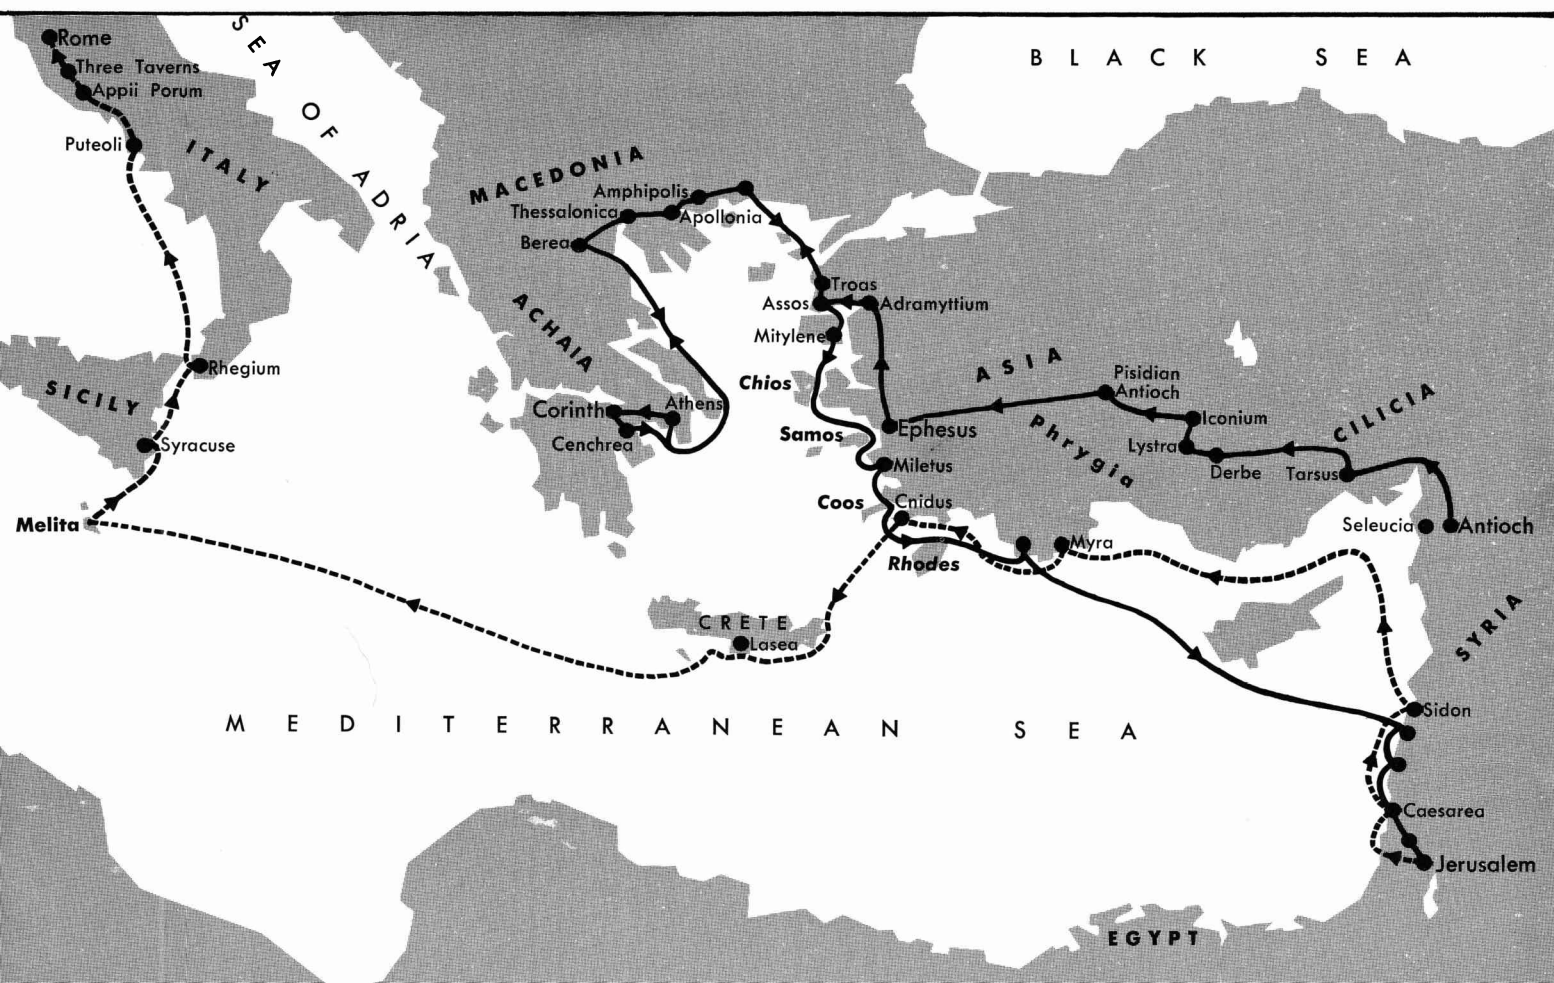 SEA OF ADRIA
BLACK SEA
Rome
Three Taverns
Appii Porum
Puteoli
ITALY
MACEDONIA
Amphipolis
Thessalonica
Apollonia
Berea
Troas
Assos
Adramyttium
ACHAIA
Mitylene
Rhegium
SICILY
Chios
ASIA
Pisidian
Antioch
Corinth
Athens
Iconium
CILICIA
Syracuse
Cenchrea
Samos
Ephesus
Phrygia
Lystra
Derbe
Tarsus
Miletus
Melita
Coos
Cnidus
Seleucia
Antioch
Myra
Rhodes
CRETE
Lasea
SYRIA
MEDITERRANEAN SEA
Sidon
Caesarea
Jerusalem
EGYPT